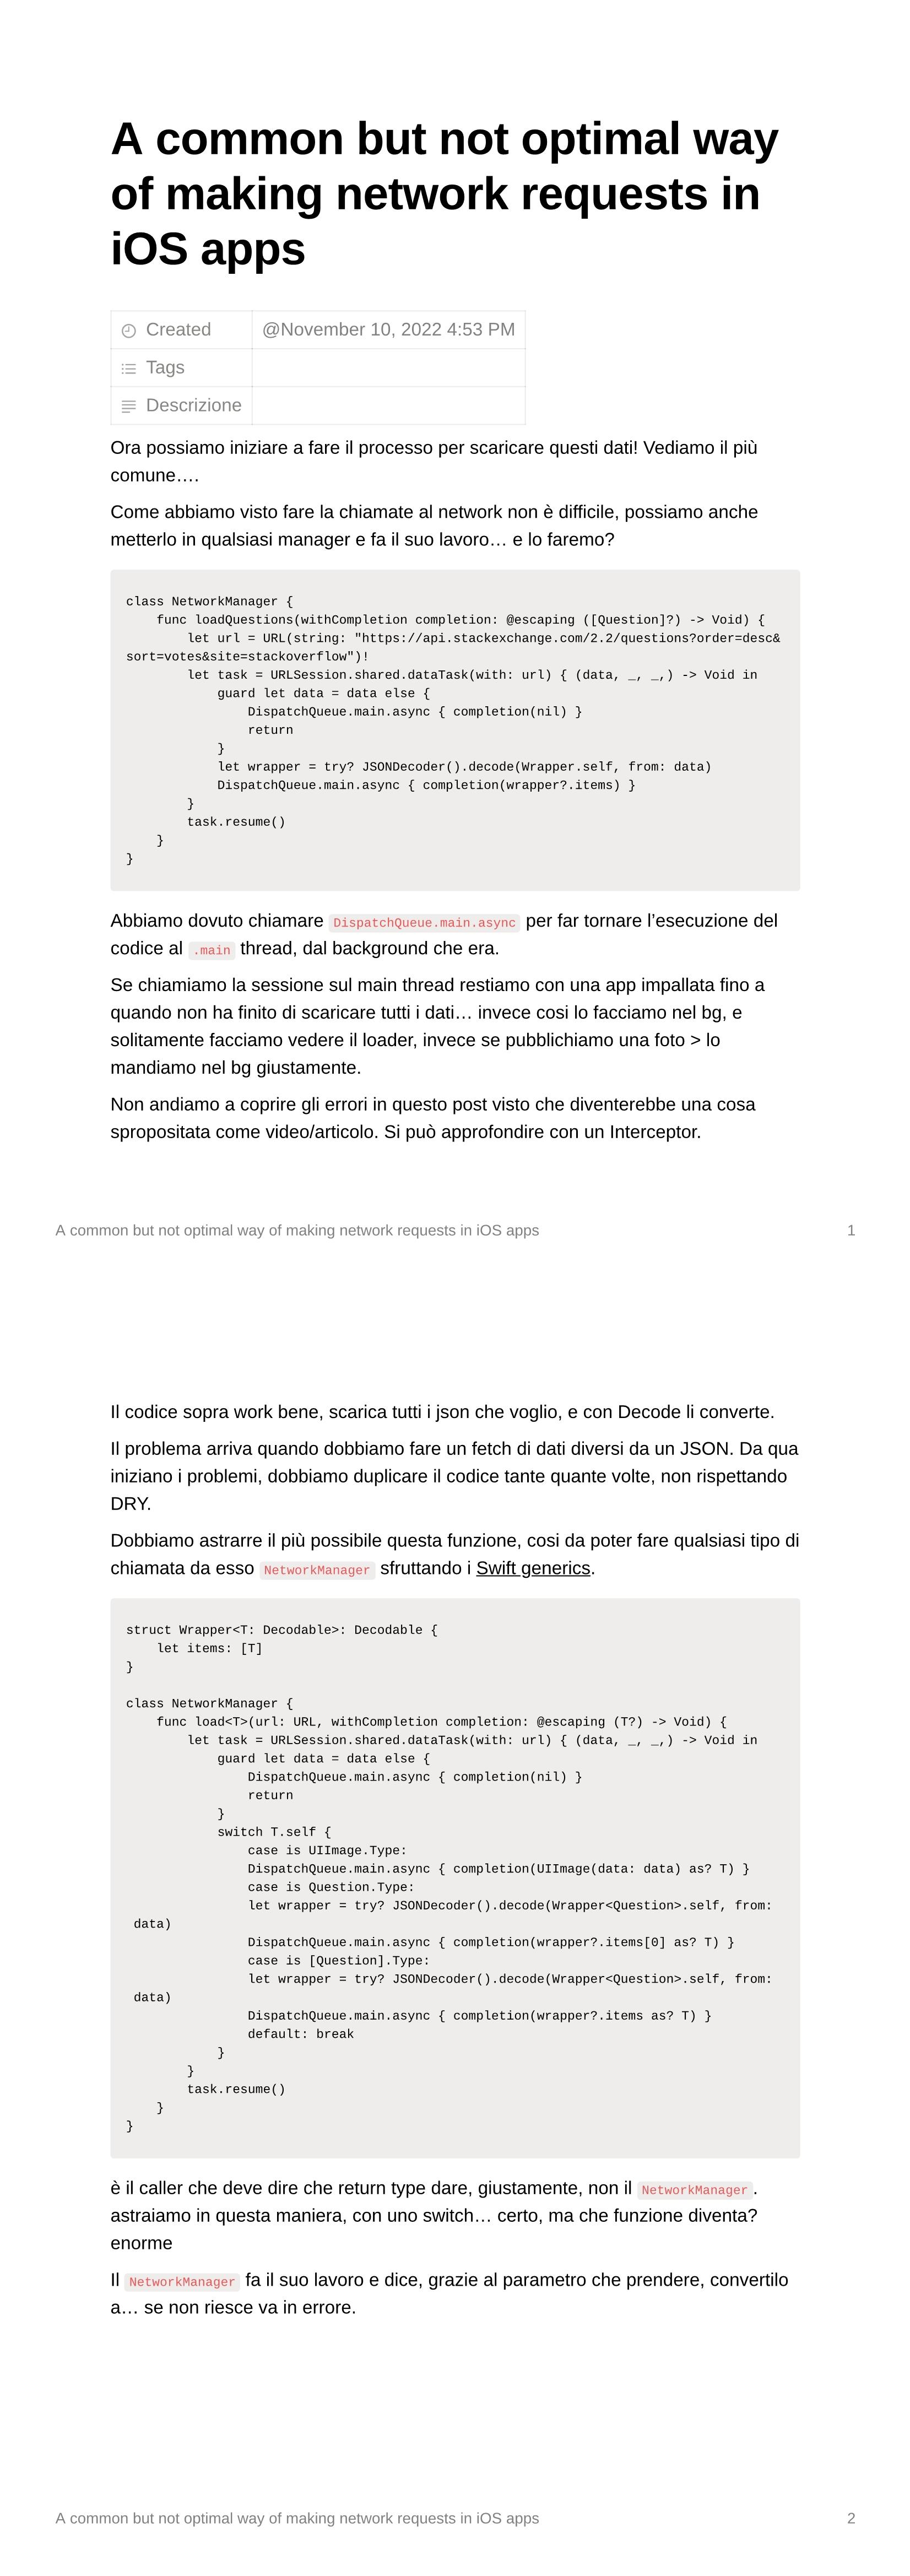 A common but not optimal way
of making network requests in
iOS apps
Created @November 10, 2022 4:53 PM
Tags
Descrizione
Ora possiamo iniziare a fare il processo per scaricare questi dati! Vediamo il più
comune….
Come abbiamo visto fare la chiamate al network non è difficile, possiamo anche
metterlo in qualsiasi manager e fa il suo lavoro… e lo faremo?
class NetworkManager {
    func loadQuestions(withCompletion completion: @escaping ([Question]?) -> Void) {
        let url = URL(string: "https://api.stackexchange.com/2.2/questions?order=desc&
sort=votes&site=stackoverflow")!
        let task = URLSession.shared.dataTask(with: url) { (data, _, _,) -> Void in
            guard let data = data else {
                DispatchQueue.main.async { completion(nil) }
                return
            }
            let wrapper = try? JSONDecoder().decode(Wrapper.self, from: data)
            DispatchQueue.main.async { completion(wrapper?.items) }
        }
        task.resume()
    }
}
Abbiamo dovuto chiamare DispatchQueue.main.async per far tornare l’esecuzione del
codice al .main thread, dal background che era.
Se chiamiamo la sessione sul main thread restiamo con una app impallata fino a
quando non ha finito di scaricare tutti i dati… invece cosi lo facciamo nel bg, e
solitamente facciamo vedere il loader, invece se pubblichiamo una foto > lo
mandiamo nel bg giustamente.
Non andiamo a coprire gli errori in questo post visto che diventerebbe una cosa
spropositata come video/articolo. Si può approfondire con un Interceptor.
A common but not optimal way of making network requests in iOS apps 1
Il codice sopra work bene, scarica tutti i json che voglio, e con Decode li converte.
Il problema arriva quando dobbiamo fare un fetch di dati diversi da un JSON. Da qua
iniziano i problemi, dobbiamo duplicare il codice tante quante volte, non rispettando
DRY.
Dobbiamo astrarre il più possibile questa funzione, cosi da poter fare qualsiasi tipo di
chiamata da esso NetworkManager sfruttando i Swift generics.
struct Wrapper<T: Decodable>: Decodable {
    let items: [T]
}
class NetworkManager {
    func load<T>(url: URL, withCompletion completion: @escaping (T?) -> Void) {
        let task = URLSession.shared.dataTask(with: url) { (data, _, _,) -> Void in
            guard let data = data else {
                DispatchQueue.main.async { completion(nil) }
                return
            }
            switch T.self {
                case is UIImage.Type:
                DispatchQueue.main.async { completion(UIImage(data: data) as? T) }
                case is Question.Type:
                let wrapper = try? JSONDecoder().decode(Wrapper<Question>.self, from:
 data)
                DispatchQueue.main.async { completion(wrapper?.items[0] as? T) }
                case is [Question].Type:
                let wrapper = try? JSONDecoder().decode(Wrapper<Question>.self, from:
 data)
                DispatchQueue.main.async { completion(wrapper?.items as? T) }
                default: break
            }
        }
        task.resume()
    }
}
è il caller che deve dire che return type dare, giustamente, non il NetworkManager.
astraiamo in questa maniera, con uno switch… certo, ma che funzione diventa?
enorme
Il NetworkManager fa il suo lavoro e dice, grazie al parametro che prendere, convertilo
a… se non riesce va in errore.
A common but not optimal way of making network requests in iOS apps 2